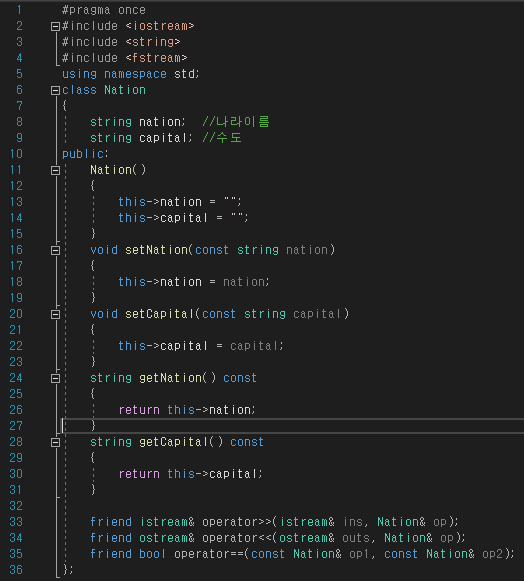 1 #pragma once
2 #include <iostream>
3 #include <string>
4 #include <fstream>
5 using namespace std;
6 class Nation
7 {
8 string nation; //나라이름
9 string capital; //수도
10 public:
11 Nation()
12 {
13 this->nation = "";
14 this->capital = "";
15 }
16 void setNation(const string nation)
17 {
18 this->nation = nation;
19 }
20 void setCapital(const string capital)
21 {
22 this->capital = capital;
23 }
24 string getNation() const
25 {
26 return this->nation;
27 }
28 string getCapital() const
29 {
30 return this->capital;
31 }
32
33 friend istream& operator>>(istream& ins, Nation& op);
34 friend ostream& operator<<(ostream& outs, Nation& op);
35 friend bool operator==(const Nation& op1, const Nation& op2);
36 };